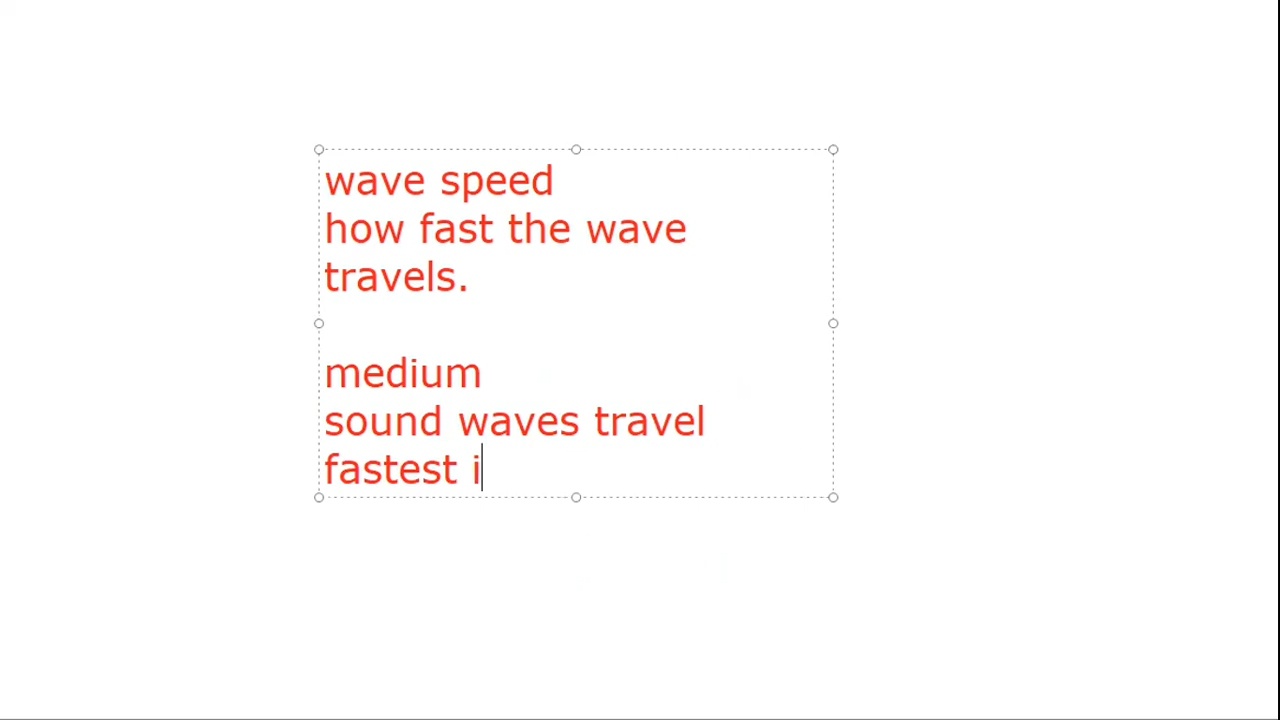 wave speed
how fast the wave
travels.
medium
sound waves travel
fastest i